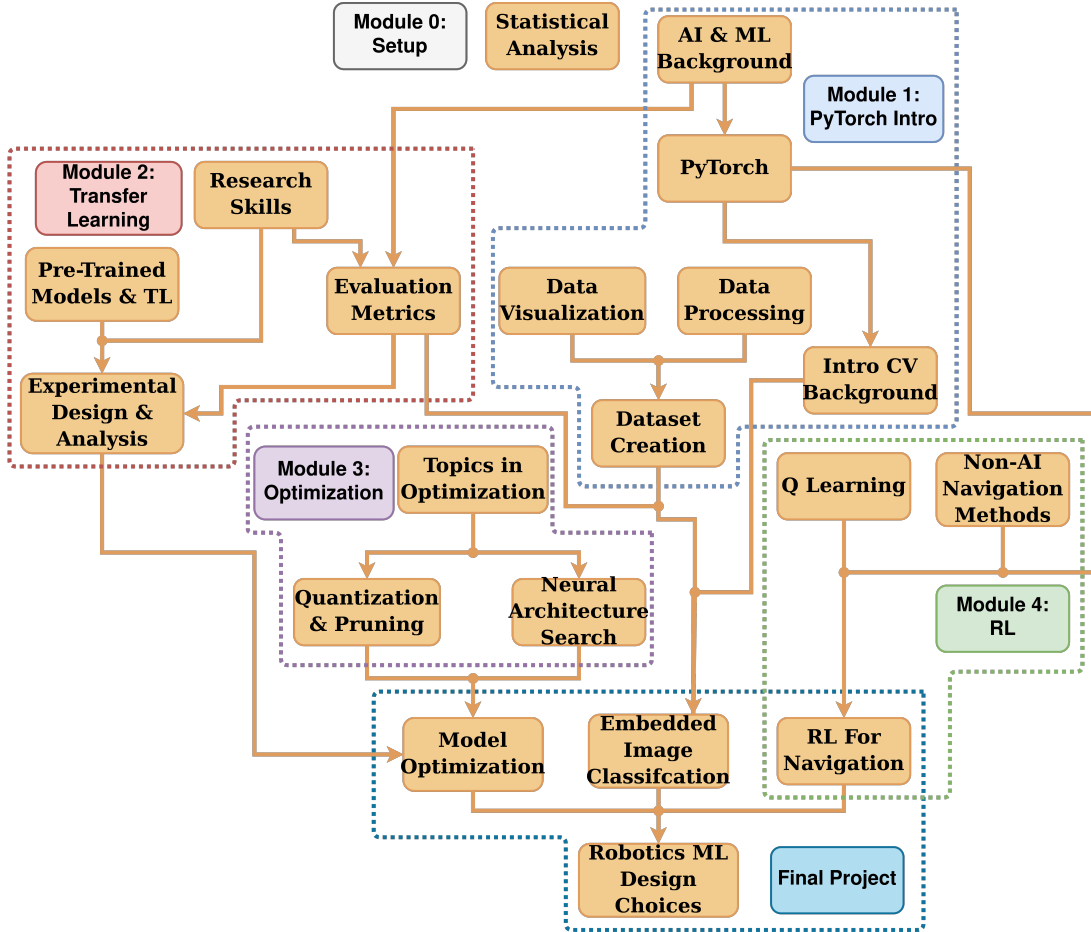 Module 0:
Setup
Statistical
Analysis
AI & ML
Background
Module 1:
PyTorch Intro
PyTorch
Module 2:
Transfer
Learning
Research
Skills
Pre-Trained
Models & TL
Evaluation
Metrics
Data
Visualization
Data
Processing
Intro CV
Background
Experimental
Design &
Analysis
Dataset
Creation
Module 3:
Optimization
Topics in
Optimization
Q Learning
Non-AI
Navigation
Methods
Quantization
& Pruning
Neural
Architecture
Search
Module 4:
RL
Model
Optimization
Embedded
Image
Classifcation
RL For
Navigation
Robotics ML
Design
Choices
Final Project